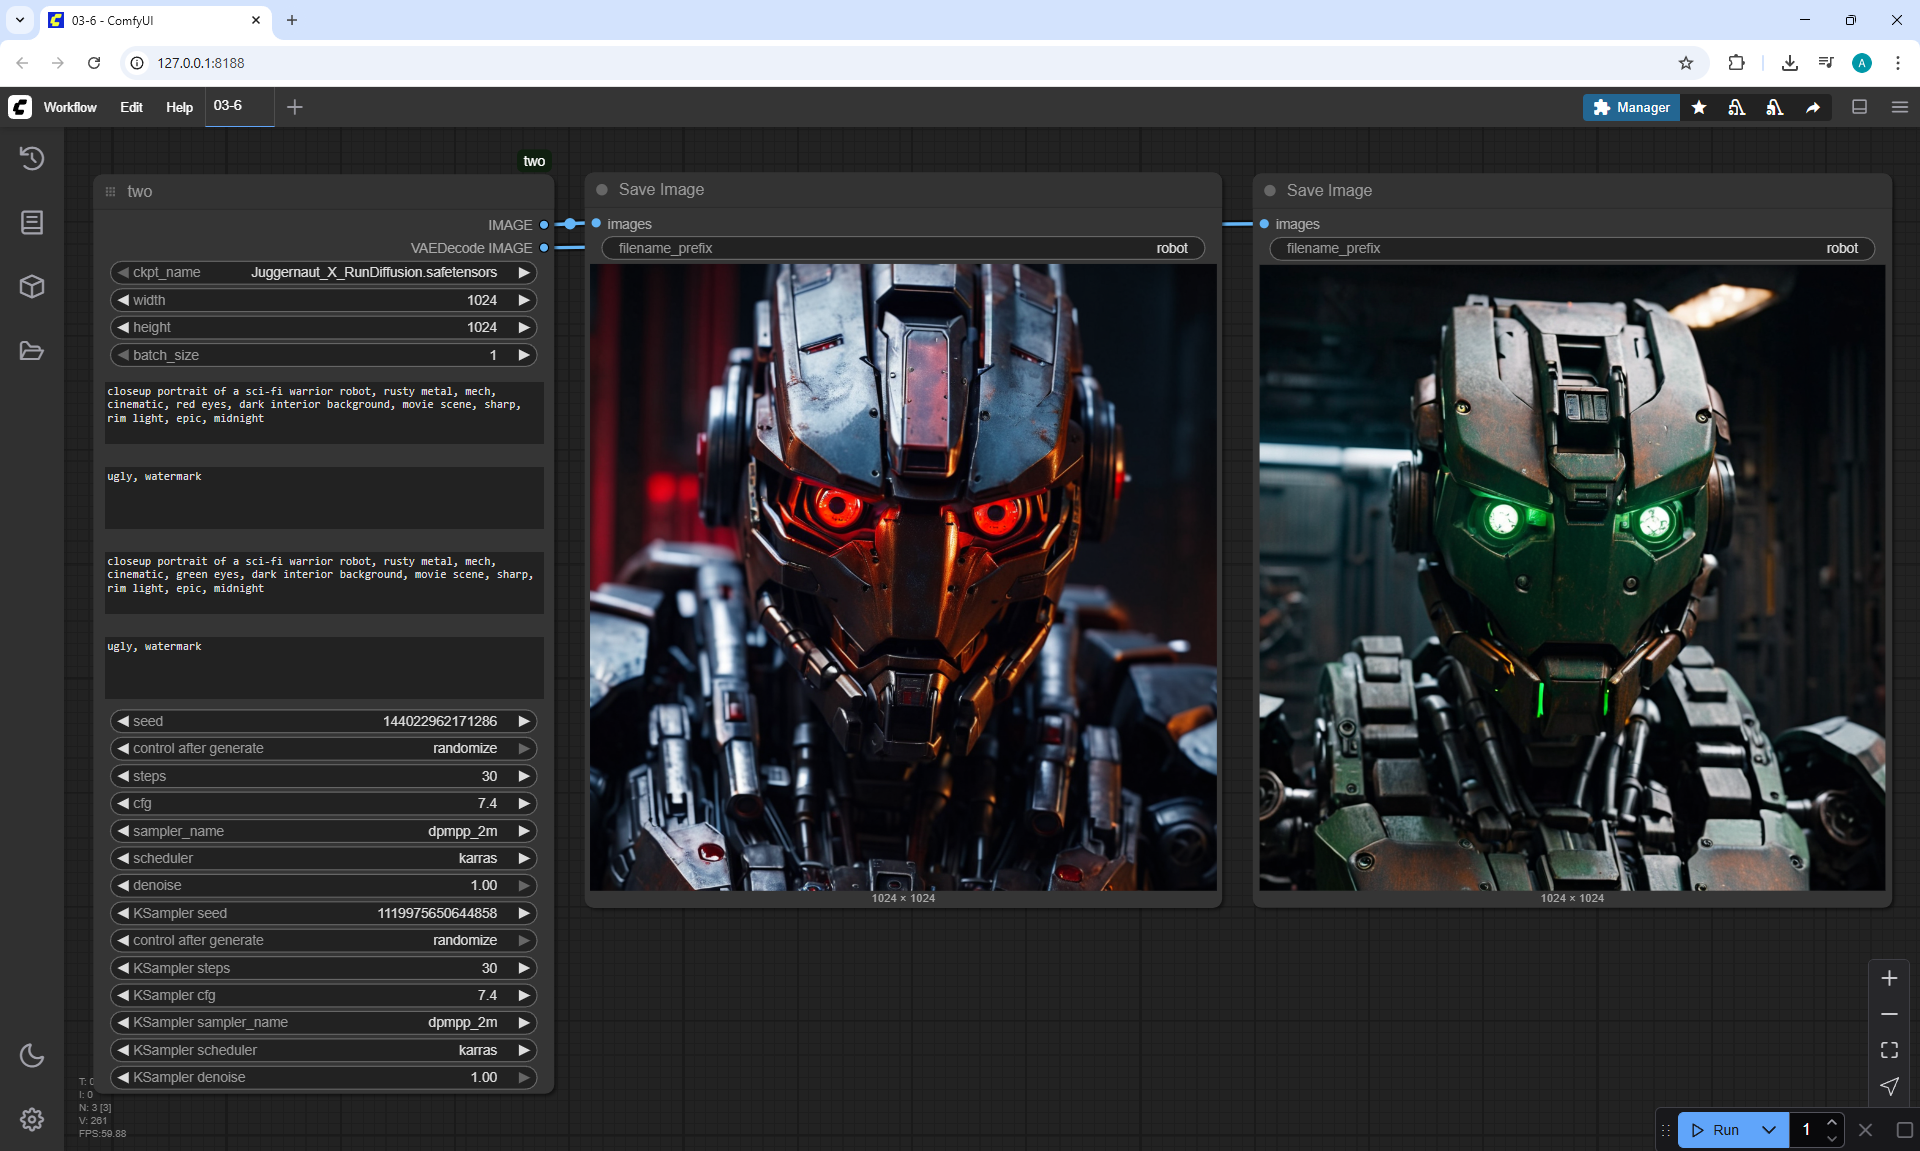 03-6 - ComfyUI
127.0.0.1:8188
A
Workflow
Edit
Help
03-6
Manager
two
two
IMAGE
VAEDecode IMAGE
ckpt_name Juggernaut_X_RunDiffusion.safetensors
width 1024
height 1024
batch_size 1
closeup portrait of a sci-fi warrior robot, rusty metal, mech,
cinematic, red eyes, dark interior background, movie scene, sharp,
rim light, epic, midnight
ugly, watermark
closeup portrait of a sci-fi warrior robot, rusty metal, mech,
cinematic, green eyes, dark interior background, movie scene, sharp,
rim light, epic, midnight
ugly, watermark
seed 144022962171286
control after generate randomize
steps 30
cfg 7.4
sampler_name dpmpp_2m
scheduler karras
denoise 1.00
KSampler seed 1119975650644858
control after generate randomize
KSampler steps 30
KSampler cfg 7.4
KSampler sampler_name dpmpp_2m
KSampler scheduler karras
KSampler denoise 1.00
Save Image
images
filename_prefix robot
1024 × 1024
Save Image
images
filename_prefix robot
1024 × 1024
I: 0
N: 3 [3]
V: 261
FPS:59.88
Run
1